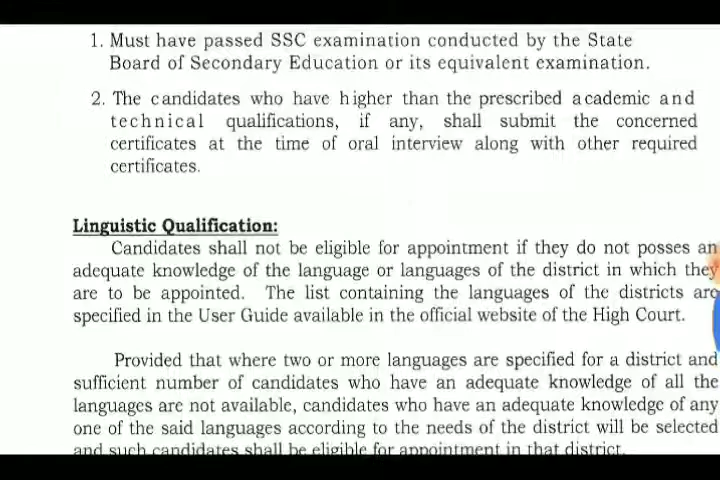 1. Must have passed SSC examination conducted by the State
Board of Secondary Education or its equivalent examination.
2. The candidates who have higher than the prescribed academic and
technical qualifications, if any, shall submit the concerned
certificates at the time of oral interview along with other required
certificates.
Linguistic Qualification:
Candidates shall not be eligible for appointment if they do not posses an
adequate knowledge of the language or languages of the district in which they
are to be appointed. The list containing the languages of the districts are
specified in the User Guide available in the official website of the High Court.
Provided that where two or more languages are specified for a district and
sufficient number of candidates who have an adequate knowledge of all the
languages are not available, candidates who have an adequate knowledge of any
one of the said languages according to the needs of the district will be selected
and such candidates shall be eligible for appointment in that district.